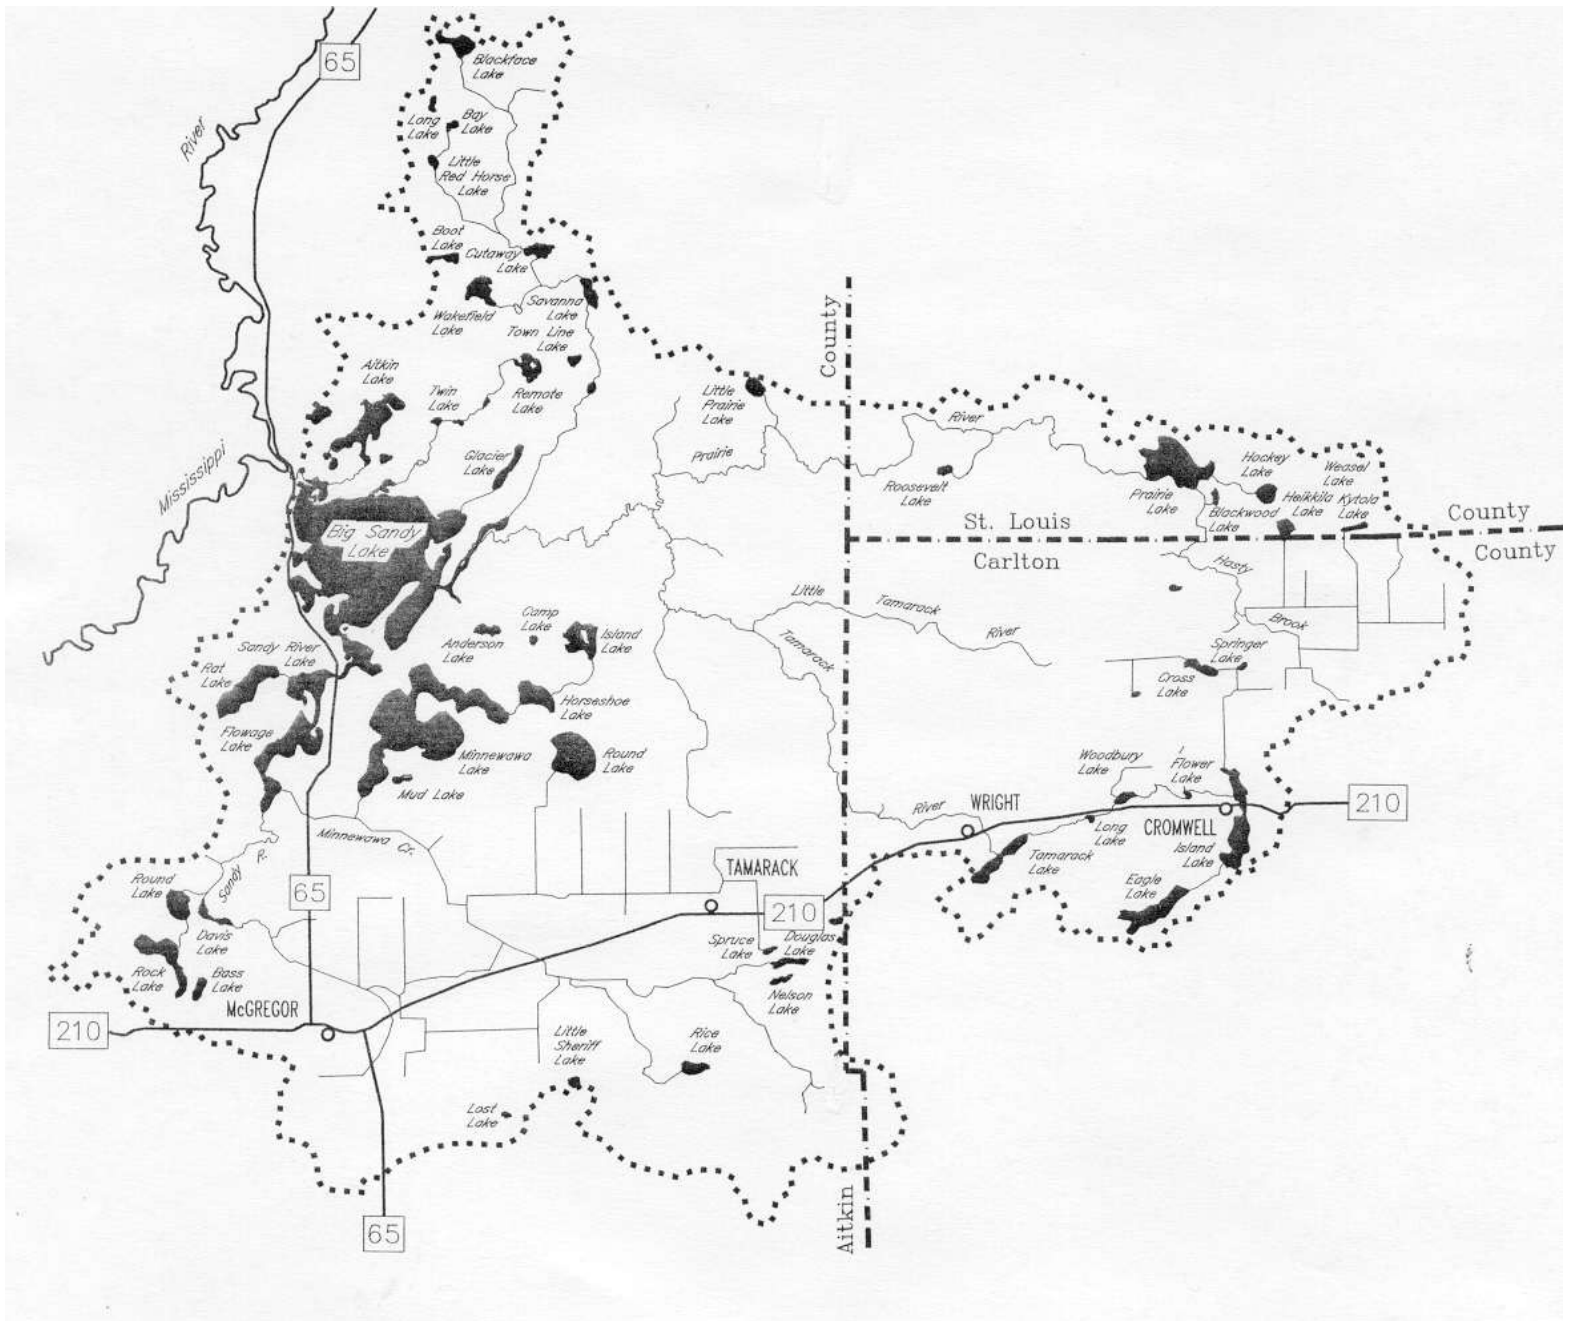 65
River
Blackface
Lake
Long
Lake
Bay
Lake
Little
Red Horse
Lake
Boot
Lake
Cutaway
Lake
Wakefield
Lake
Savanna
Lake
Town Line
Lake
Aitkin
Lake
Twin
Lake
Remote
Lake
Glacier
Lake
Mississippi
Big Sandy
Lake
Little
Prairie
Lake
Prairie
County
River
Roosevelt
Lake
Prairie
Lake
Hockey
Lake
Weasel
Lake
Blackwood
Lake
Heikkila
Lake
Kytola
Lake
St. Louis
Carlton
County
County
Hasty
Brook
Little
Tamarack
River
Tamarack
Springer
Lake
Cross
Lake
Camp
Lake
Anderson
Lake
Island
Lake
Sandy River
Lake
Rat
Lake
Flowage
Lake
Horseshoe
Lake
Minnewawa
Lake
Round
Lake
Mud Lake
Minnewawa Cr.
Sandy R.
Woodbury
Lake
Flower
Lake
River
WRIGHT
210
CROMWELL
Long
Lake
Tamarack
Lake
Island
Lake
Eagle
Lake
Round
Lake
65
TAMARACK
210
Davis
Lake
Rock
Lake
Bass
Lake
Spruce
Lake
Douglas
Lake
Nelson
Lake
McGREGOR
210
Little
Sheriff
Lake
Rice
Lake
Lost
Lake
65
Aitkin